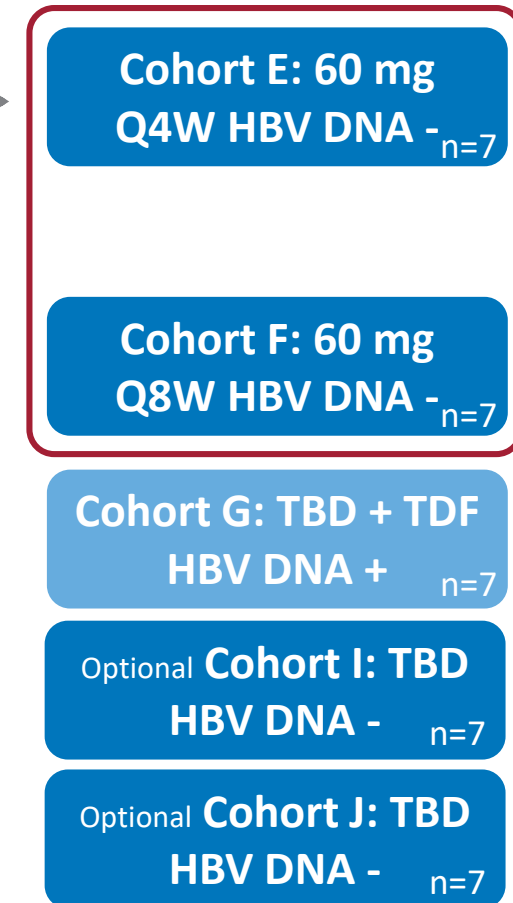 Cohort E: 60 mg
Q4W HBV DNA - n=7
Cohort F: 60 mg
Q8W HBV DNA - n=7
Cohort G: TBD + TDF
HBV DNA + n=7
Optional Cohort I: TBD
HBV DNA - n=7
Optional Cohort J: TBD
HBV DNA - n=7